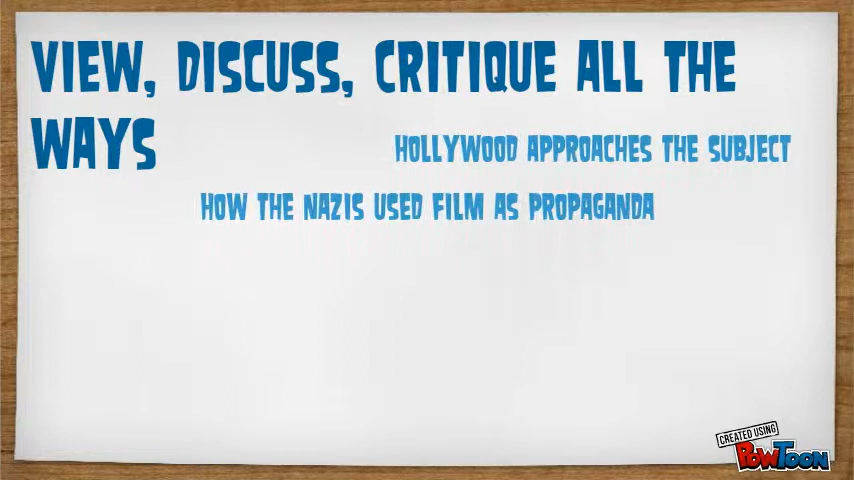 VIEW, DISCUSS, CRITIQUE ALL THE
WAYS
HOLLYWOOD APPROACHES THE SUBJECT
HOW THE NAZIS USED FILM AS PROPAGANDA
CREATED USING
POWTOON